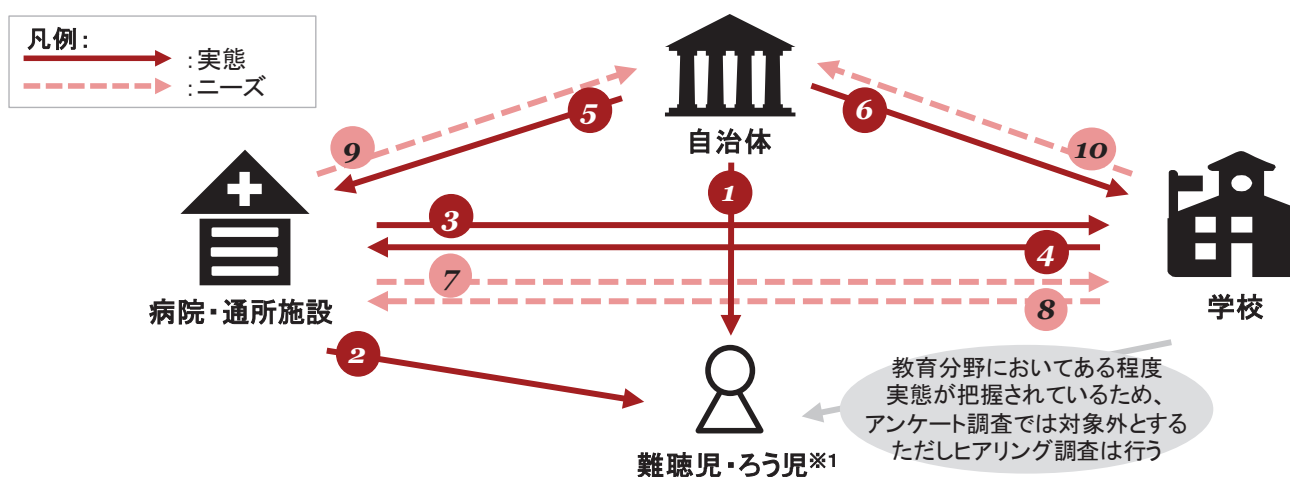 凡例：
：実態
：ニーズ
自治体
病院・通所施設
学校
難聴児・ろう児※1
1
2
3
4
5
6
7
8
9
10
教育分野においてある程度
実態が把握されているため、
アンケート調査では対象外とする
ただしヒアリング調査は行う